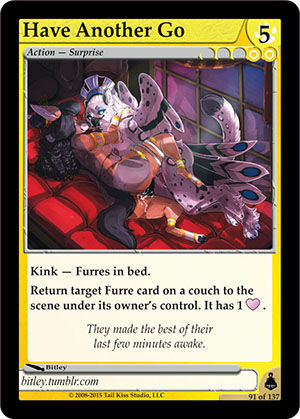 Have Another Go
5
Action — Surprise
Kink — Furres in bed.
Return target Furre card on a couch to the
scene under its owner's control. It has 1 .
They made the best of their
last few minutes awake.
Bitley
bitley.tumblr.com
91 of 137
© 2008-2015 Tail Kiss Studio, LLC